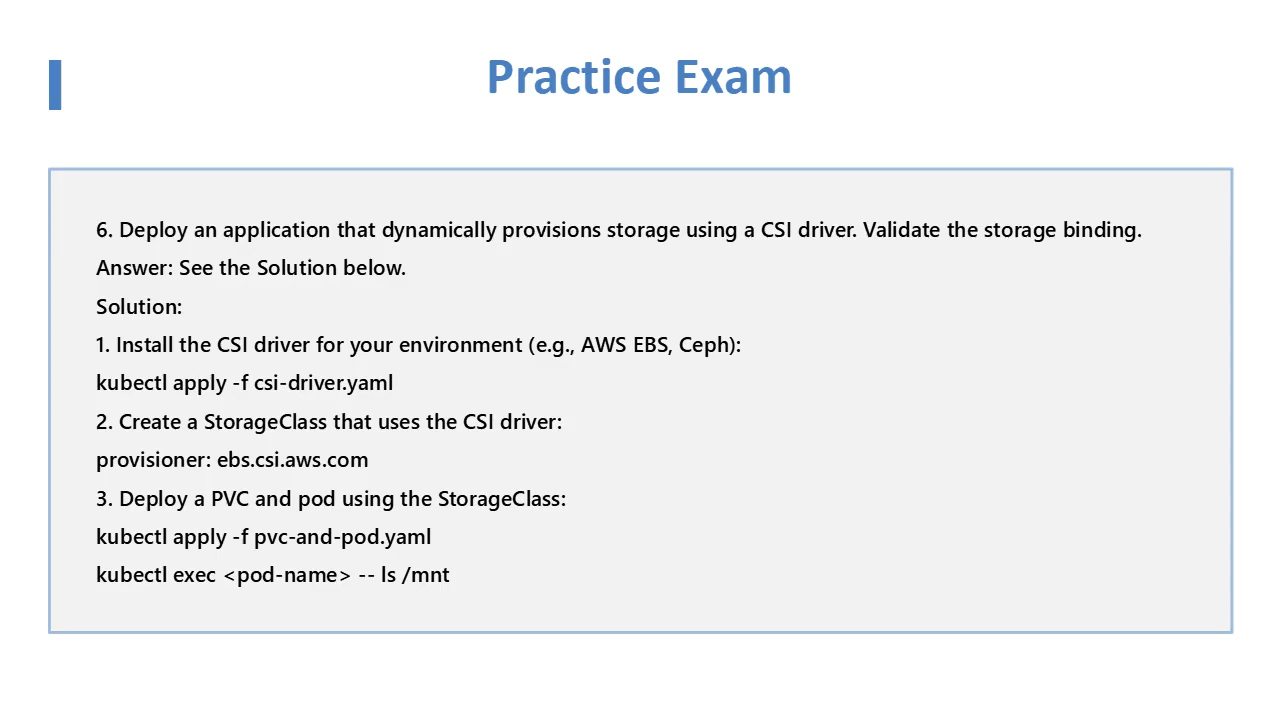 Practice Exam
6. Deploy an application that dynamically provisions storage using a CSI driver. Validate the storage binding.
Answer: See the Solution below.
Solution:
1. Install the CSI driver for your environment (e.g., AWS EBS, Ceph):
kubectl apply -f csi-driver.yaml
2. Create a StorageClass that uses the CSI driver:
provisioner: ebs.csi.aws.com
3. Deploy a PVC and pod using the StorageClass:
kubectl apply -f pvc-and-pod.yaml
kubectl exec <pod-name> -- ls /mnt